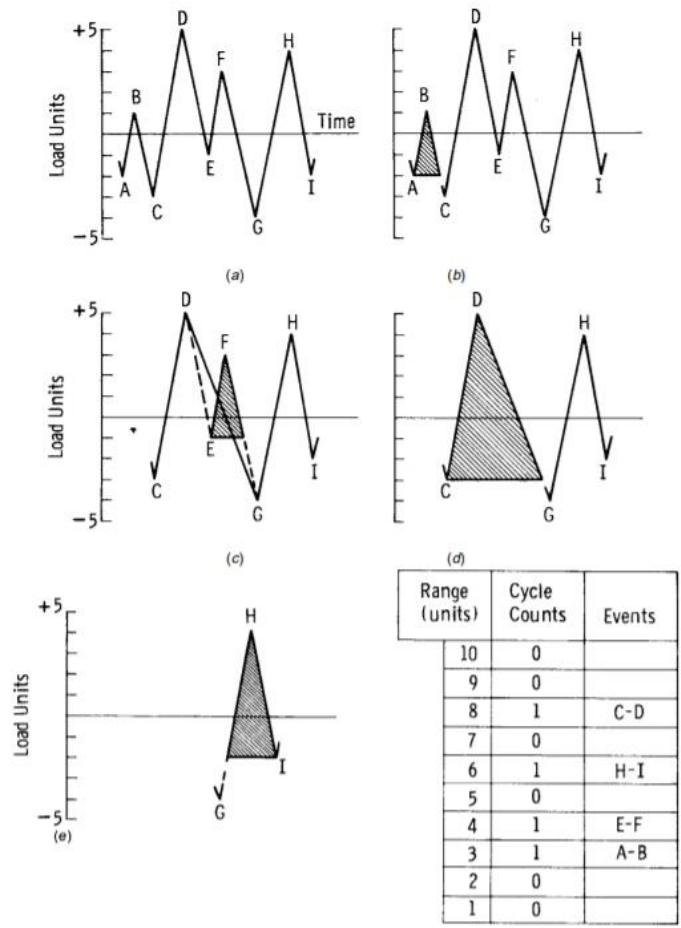 +5
D
H
F
B
Load Units
Time
A
C
E
G
I
-5
(a)
D
H
F
B
A
C
E
G
I
(b)
+5
D
H
F
Load Units
E
C
G
I
-5
(c)
D
H
C
G
I
(d)
+5
H
Load Units
I
G
-5
(e)
Range (units) Cycle Counts Events
10 0
9 0
8 1 C-D
7 0
6 1 H-I
5 0
4 1 E-F
3 1 A-B
2 0
1 0